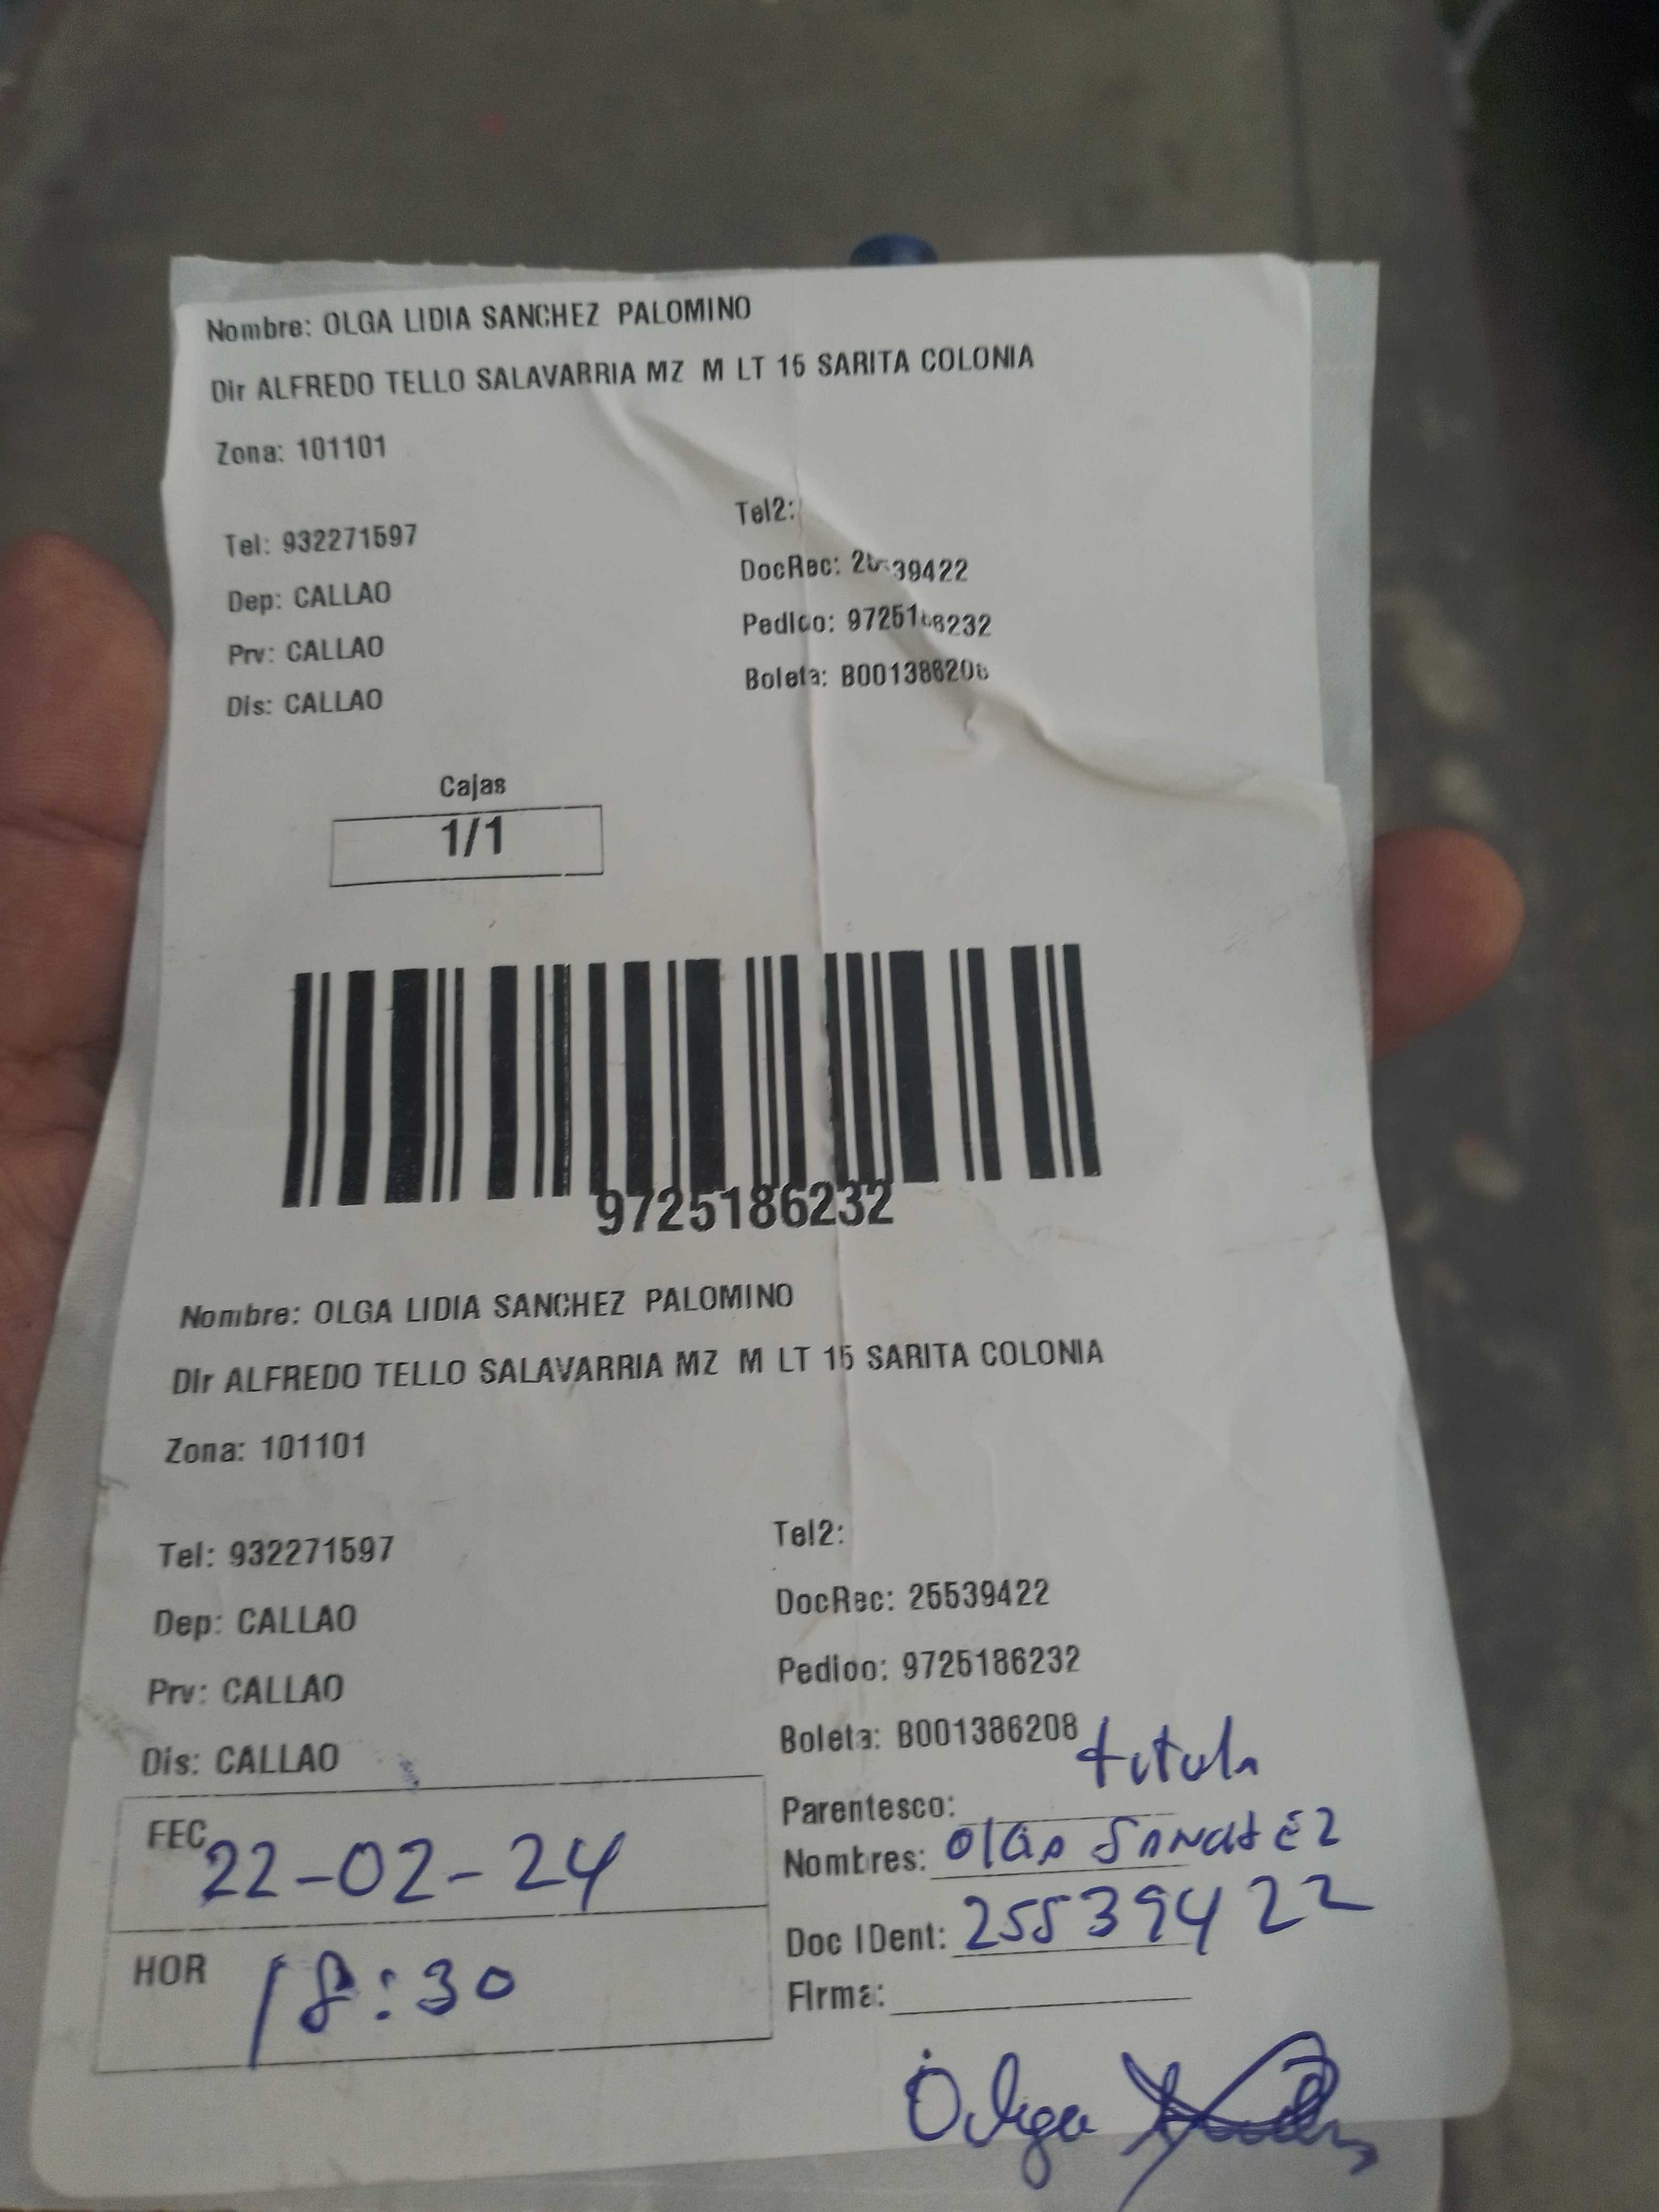 Nombre: OLGA LIDIA SANCHEZ PALOMINO
Dir ALFREDO TELLO SALAVARRIA MZ M LT 15 SARITA COLONIA
Zona: 101101
Tel: 932271597
Tel2:
Dep: CALLAO
DocRec:
Prv: CALLAO
Pedido:
Dis: CALLAO
Boleta:
Cajas
1/1
9725186232
Nombre: OLGA LIDIA SANCHEZ PALOMINO
Dir ALFREDO TELLO SALAVARRIA MZ M LT 15 SARITA COLONIA
Zona: 101101
Tel: 932271597
Tel2:
Dep: CALLAO
DocRec: 25539422
Prv: CALLAO
Pedido: 9725186232
Dis: CALLAO
Boleta: B001386208
FEC 22-02-24
HOR 18:30
Parentesco: titula
Nombres: Olga SANCHEZ
Doc IDent: 25539422
Firma:
Olga